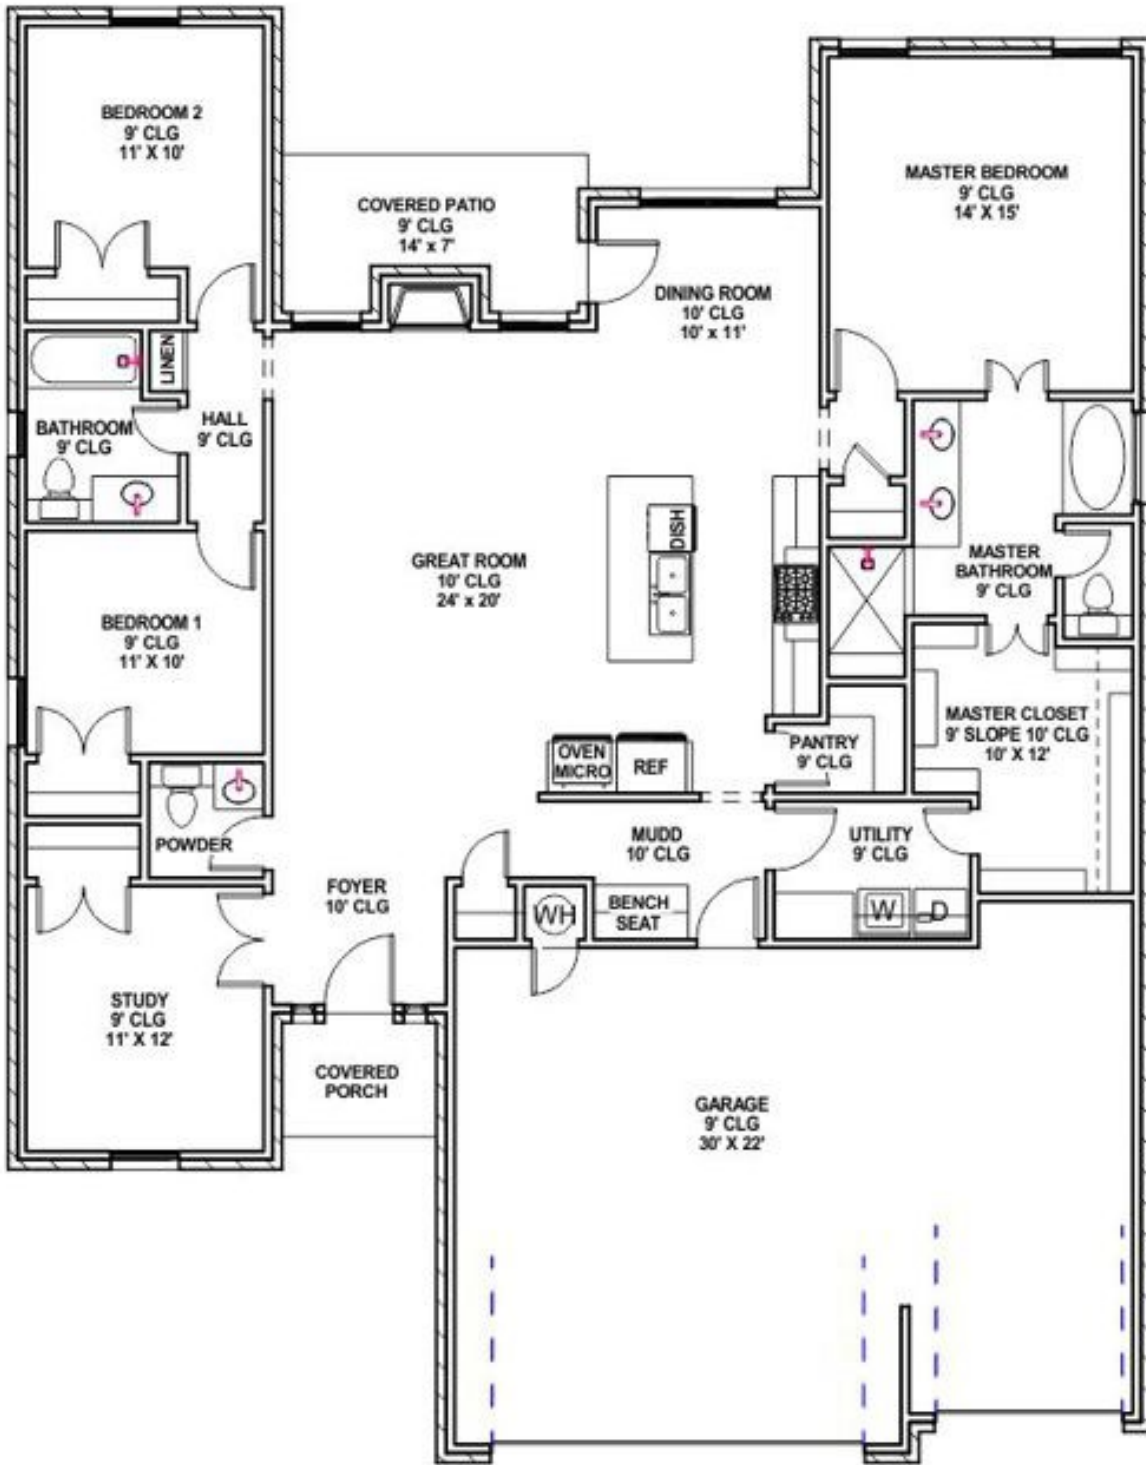 BEDROOM 2
9' CLG
11' X 10'
MASTER BEDROOM
9' CLG
14' X 15'
COVERED PATIO
9' CLG
14' x 7'
DINING ROOM
10' CLG
10' x 11'
LINEN
HALL
9' CLG
BATHROOM
9' CLG
DISH
GREAT ROOM
10' CLG
24' x 20'
MASTER
BATHROOM
9' CLG
BEDROOM 1
9' CLG
11' X 10'
MASTER CLOSET
9' SLOPE 10' CLG
10' X 12'
OVEN
MICRO
REF
PANTRY
9' CLG
POWDER
MUDD
10' CLG
UTILITY
9' CLG
FOYER
10' CLG
WH
BENCH
SEAT
W
D
STUDY
9' CLG
11' X 12'
COVERED
PORCH
GARAGE
9' CLG
30' X 22'